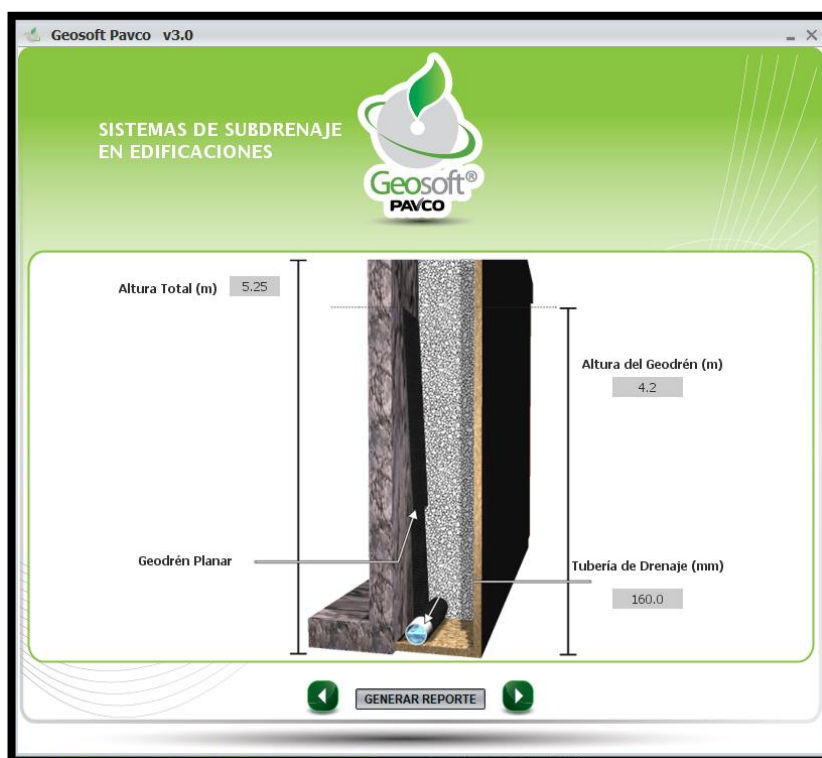 Geosoft Pavco v3.0
SISTEMAS DE SUBDRENAJE
EN EDIFICACIONES
Geosoft®
PAVCO
Altura Total (m) 5.25
Altura del Geodrén (m)
4.2
Geodrén Planar
Tubería de Drenaje (mm)
160.0
GENERAR REPORTE